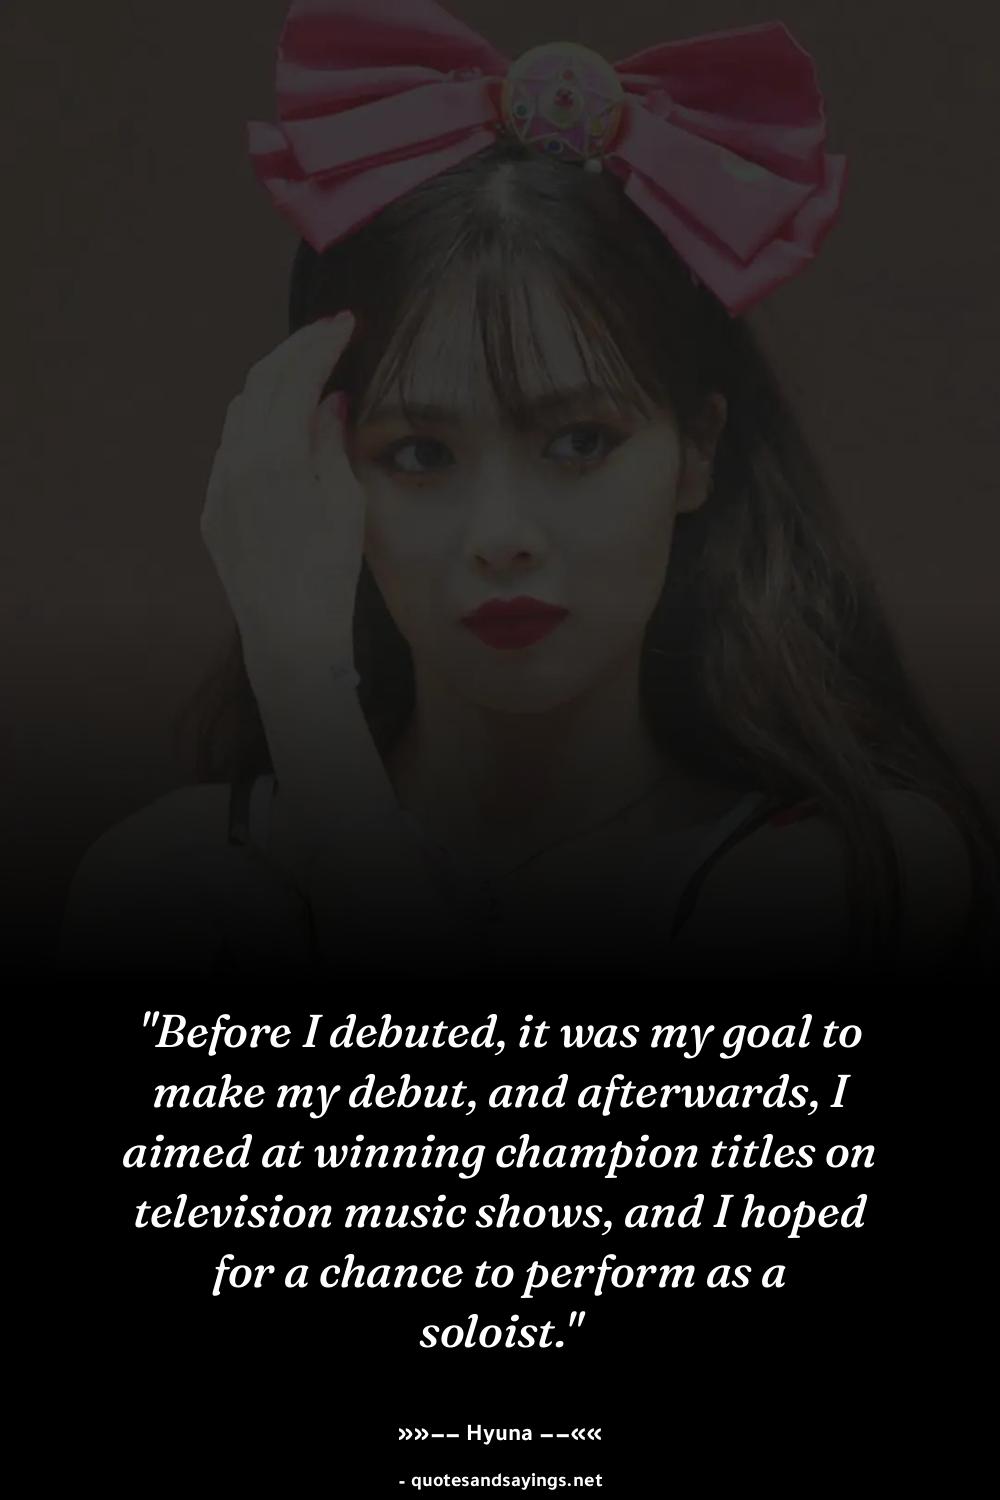 "Before I debuted, it was my goal to
make my debut, and afterwards, I
aimed at winning champion titles on
television music shows, and I hoped
for a chance to perform as a
soloist."
»»–– Hyuna ––««
- quotesandsayings.net